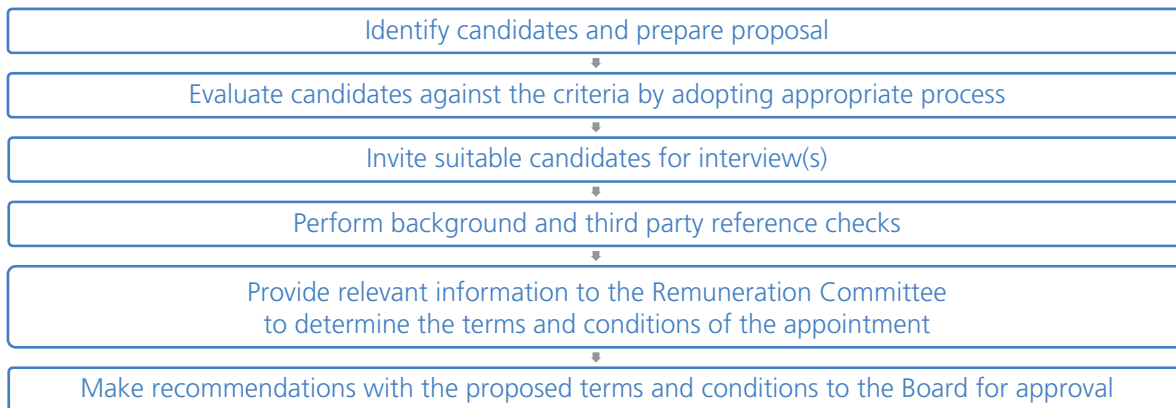 Identify candidates and prepare proposal
Evaluate candidates against the criteria by adopting appropriate process
Invite suitable candidates for interview(s)
Perform background and third party reference checks
Provide relevant information to the Remuneration Committee
to determine the terms and conditions of the appointment
Make recommendations with the proposed terms and conditions to the Board for approval